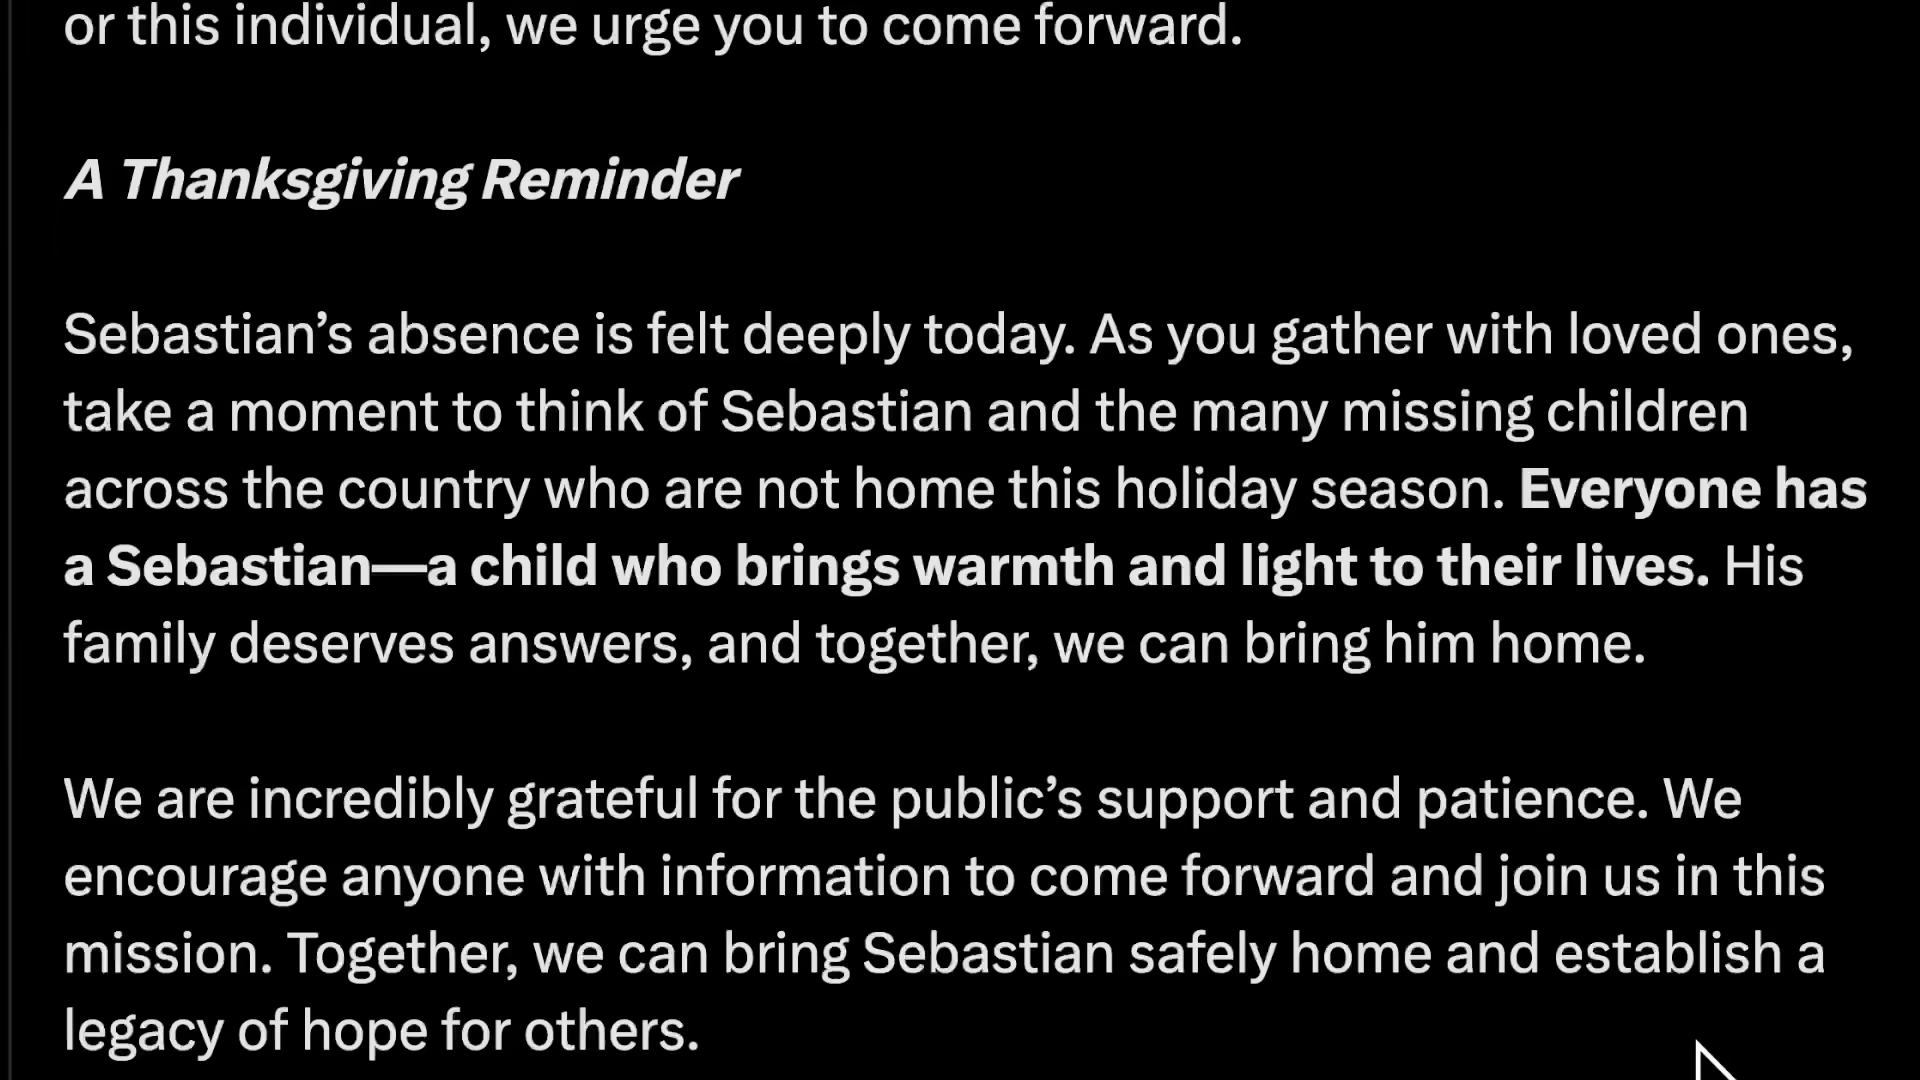 or this individual, we urge you to come forward.
A Thanksgiving Reminder
Sebastian’s absence is felt deeply today. As you gather with loved ones,
take a moment to think of Sebastian and the many missing children
across the country who are not home this holiday season. Everyone has
a Sebastian—a child who brings warmth and light to their lives. His
family deserves answers, and together, we can bring him home.
We are incredibly grateful for the public’s support and patience. We
encourage anyone with information to come forward and join us in this
mission. Together, we can bring Sebastian safely home and establish a
legacy of hope for others.